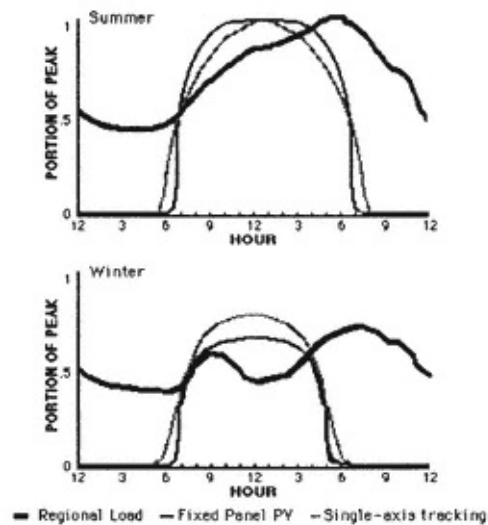 Summer
PORTION OF PEAK
1
.5
0
12 3 6 9 12 3 6 9 12
HOUR
Winter
PORTION OF PEAK
1
.5
0
12 3 6 9 12 3 6 9 12
HOUR
Regional Load Fixed Panel PV Single-axis tracking